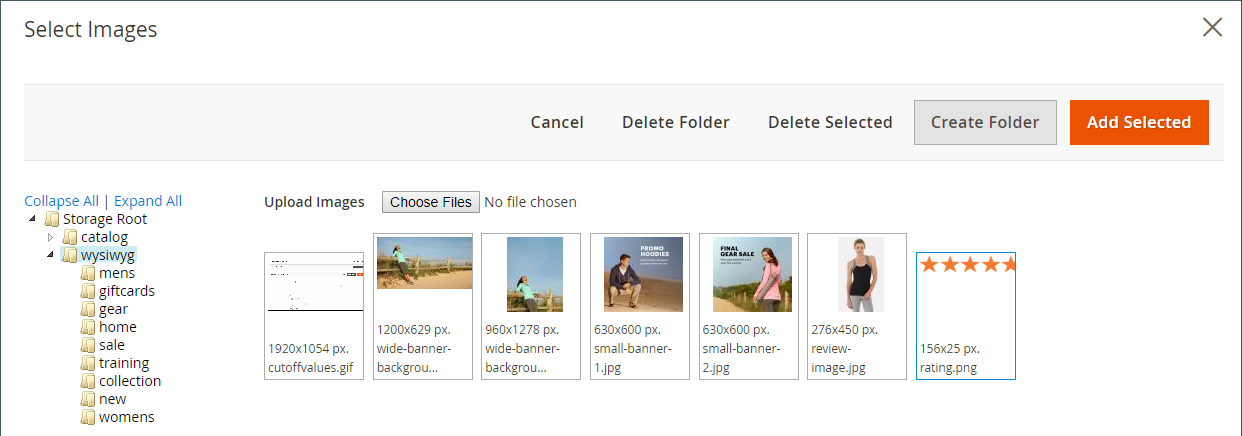 Select Images
Cancel Delete Folder Delete Selected Create Folder Add Selected
Collapse All | Expand All
Storage Root
catalog
wysiwyg
mens
giftcards
gear
home
sale
training
collection
new
womens
Upload Images Choose Files No file chosen
1920x1054 px.
cutoffvalues.gif
1200x629 px.
wide-banner-
backgrou...
960x1278 px.
wide-banner-
backgrou...
PROMO
HOODIES
630x600 px.
small-banner-
1.jpg
FINAL
GEAR SALE
630x600 px.
small-banner-
2.jpg
276x450 px.
review-
image.jpg
156x25 px.
rating.png